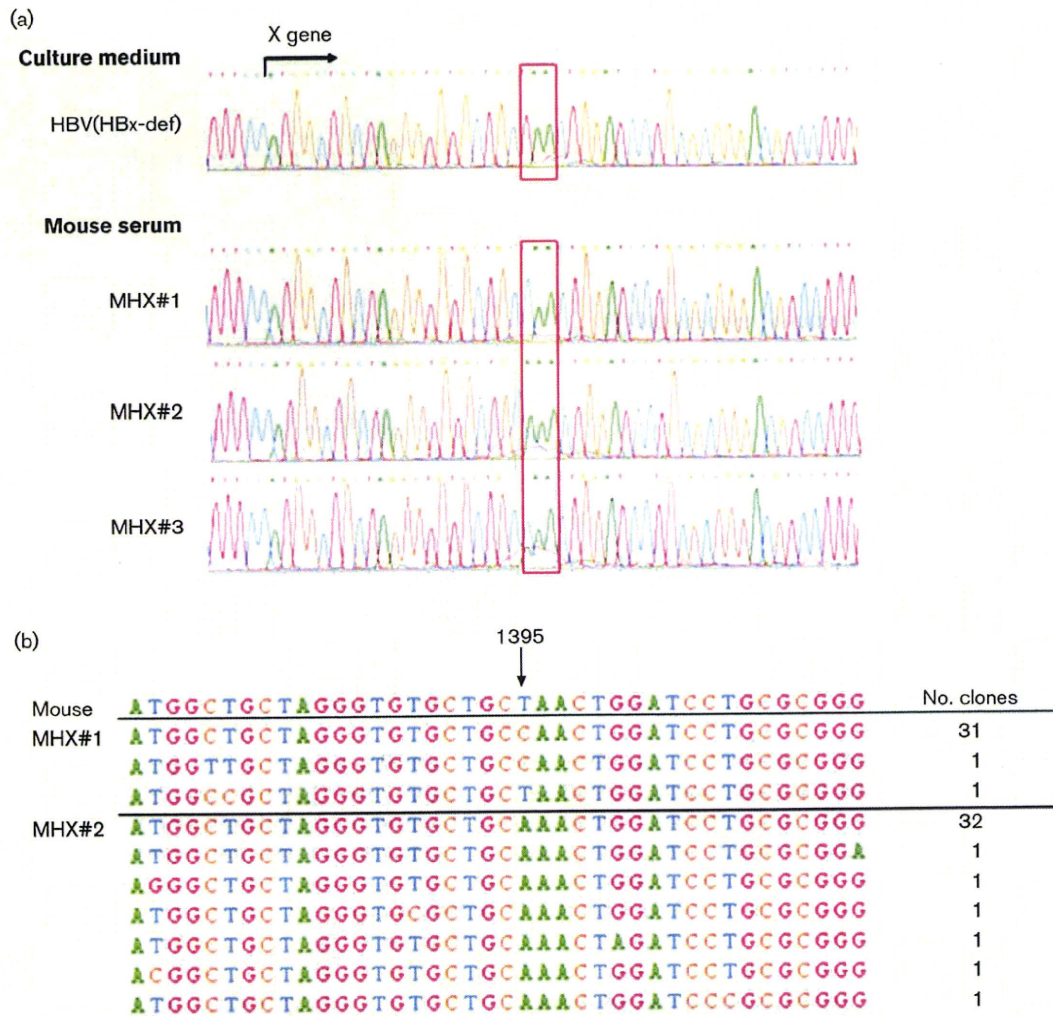 (a)
X gene
Culture medium
HBV(HBx-def)
Mouse serum
MHX#1
MHX#2
MHX#3
(b)
1395
Mouse ATGGCTGCTAGGGTGTGCTGCTAACTGGATCCTGCGCGGG No. clones
MHX#1 ATGGCTGCTAGGGTGTGCTGCCAACTGGATCCTGCGCGGG 31
ATGGTTGCTAGGGTGTGCTGCCAACTGGATCCTGCGCGGG 1
ATGGCCGCTAGGGTGTGCTGCTAACTGGATCCTGCGCGGG 1
MHX#2 ATGGCTGCTAGGGTGTGCTGCAAACTGGATCCTGCGCGGG 32
ATGGCTGCTAGGGTGTGCTGCAAACTGGATCCTGCGCGGA 1
AGGGCTGCTAGGGTGTGCTGCAAACTGGATCCTGCGCGGG 1
ATGGCTGCTAGGGTGCGCTGCAAACTGGATCCTGCGCGGG 1
ATGGCTGCTAGGGTGTGCTGCAAACTAGATCCTGCGCGGG 1
ACGGCTGCTAGGGTGTGCTGCAAACTGGATCCTGCGCGGG 1
ATGGCTGCTAGGGTGTGCTGCAAACTGGATCCCGCGCGGG 1